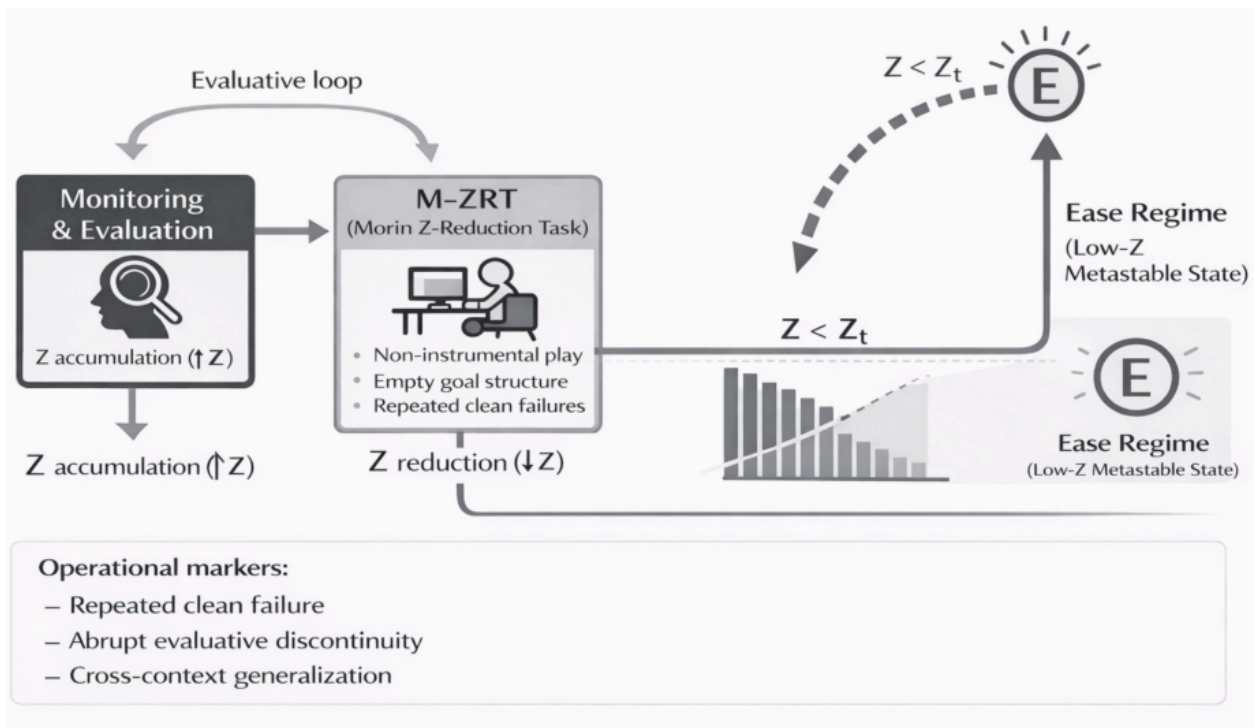 Evaluative loop
Monitoring
& Evaluation
Z accumulation (↑ Z)
Z accumulation (↑ Z)
M–ZRT
(Morin Z-Reduction Task)
• Non-instrumental play
• Empty goal structure
• Repeated clean failures
Z reduction (↓ Z)
Z < Zt
E
Z < Zt
Ease Regime
(Low-Z
Metastable State)
E
Ease Regime
(Low-Z Metastable State)
Operational markers:
– Repeated clean failure
– Abrupt evaluative discontinuity
– Cross-context generalization